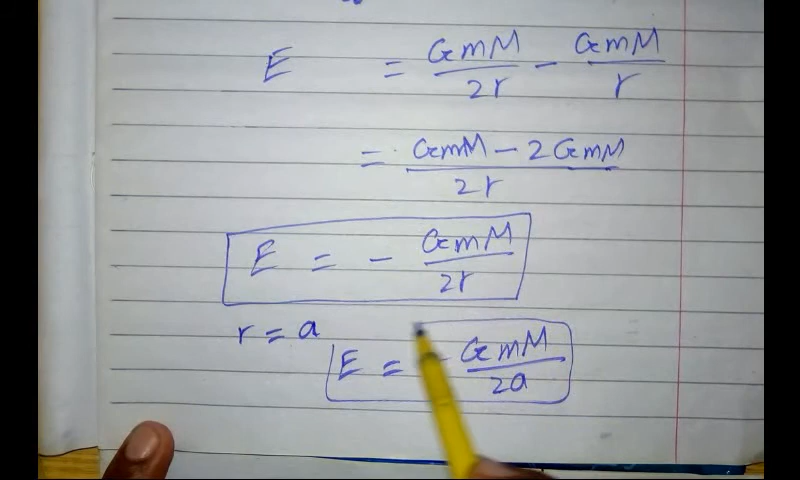 E = GmM/2r - GmM/r
= GmM - 2GmM/2r
E = - GmM/2r
r = a
E = - GmM/2a